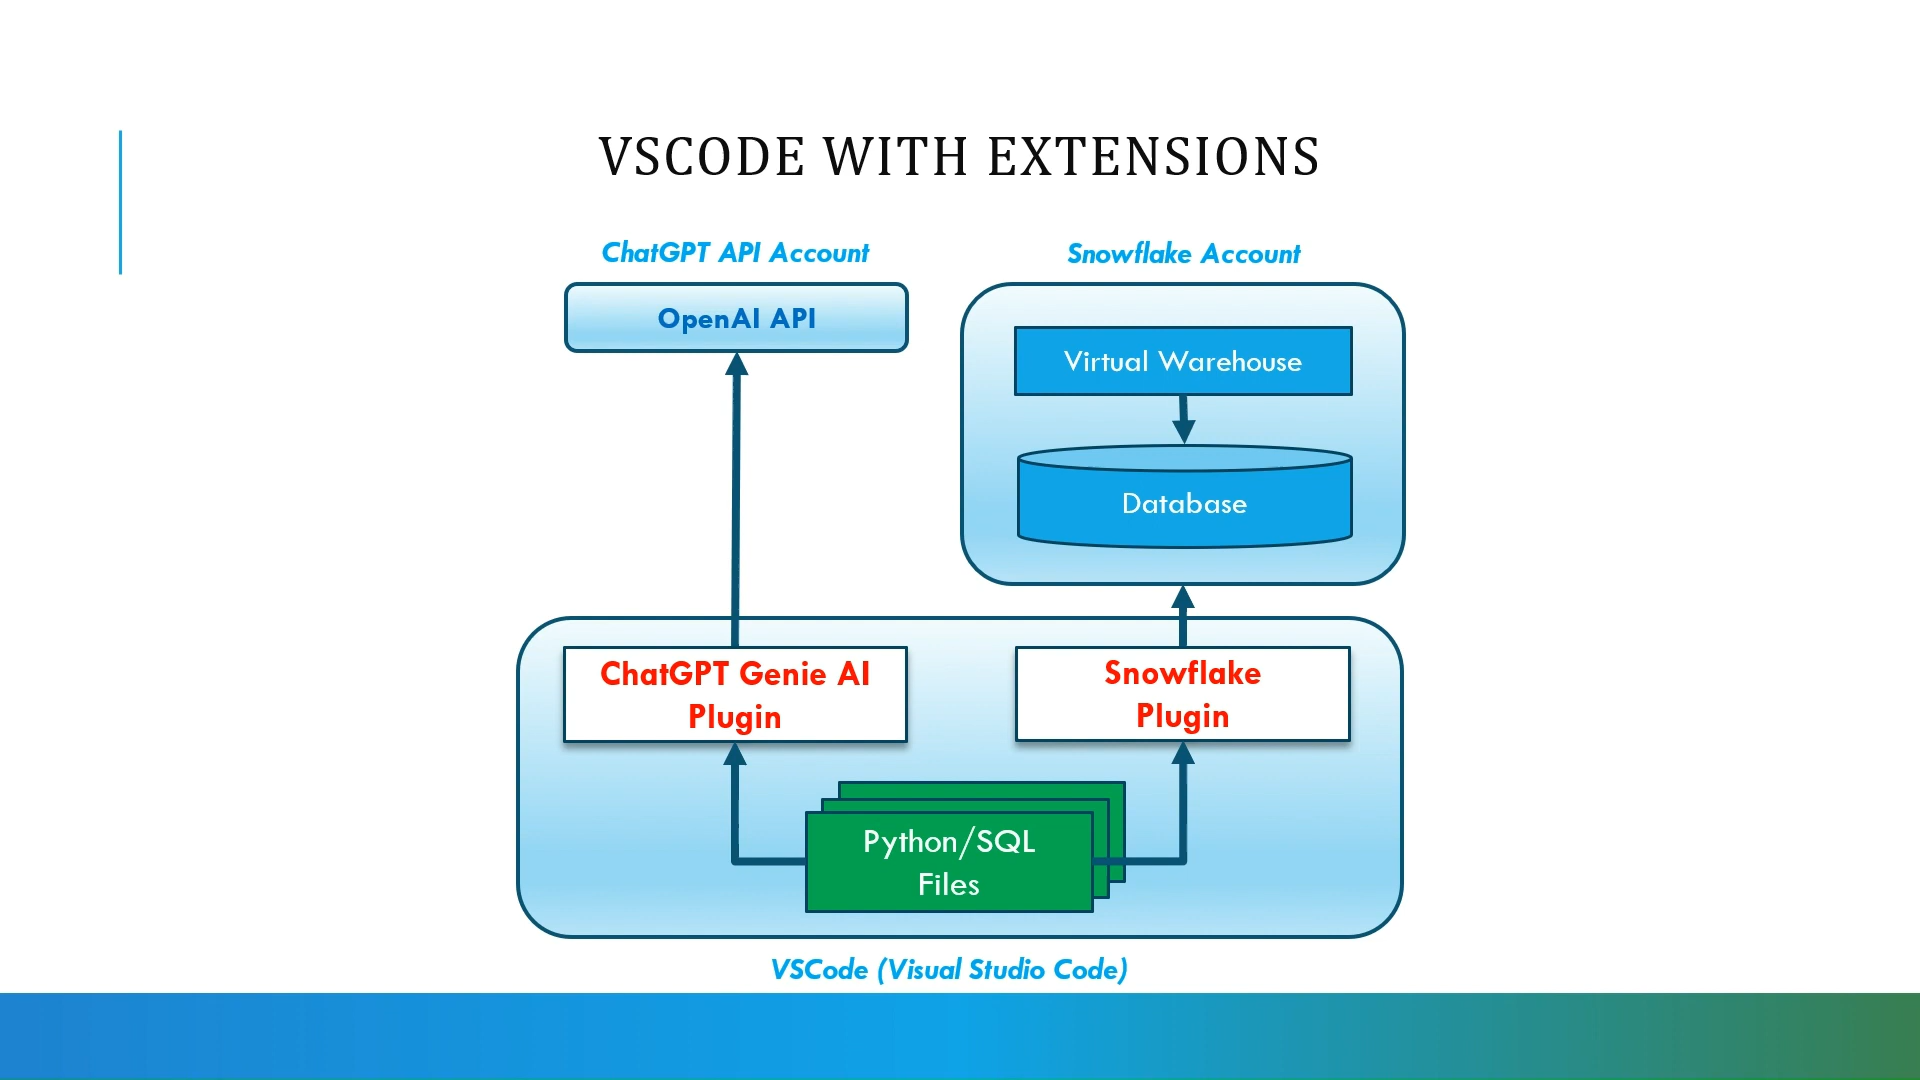 VSCODE WITH EXTENSIONS
ChatGPT API Account
Snowflake Account
OpenAI API
Virtual Warehouse
Database
ChatGPT Genie AI
Plugin
Snowflake
Plugin
Python/SQL
Files
VSCode (Visual Studio Code)